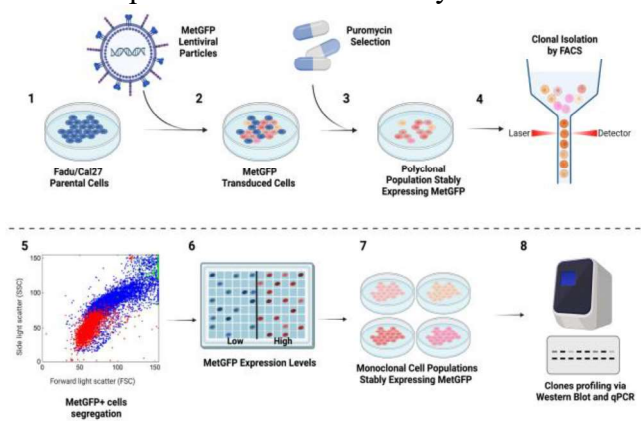 MetGFP
Lentiviral
Particles
Puromycin
Selection
Clonal Isolation
by FACS
1
2
3
4
Laser
Detector
Fadu/Cal27
Parental Cells
MetGFP
Transduced Cells
Polyclonal
Population Stably
Expressing MetGFP
5
6
7
8
Side light scatter (SSC)
150
100
50
0
0
50
100
150
Forward light scatter (FSC)
MetGFP+ cells
segregation
Low
High
MetGFP Expression Levels
Monoclonal Cell Populations
Stably Expressing MetGFP
Clones profiling via
Western Blot and qPCR